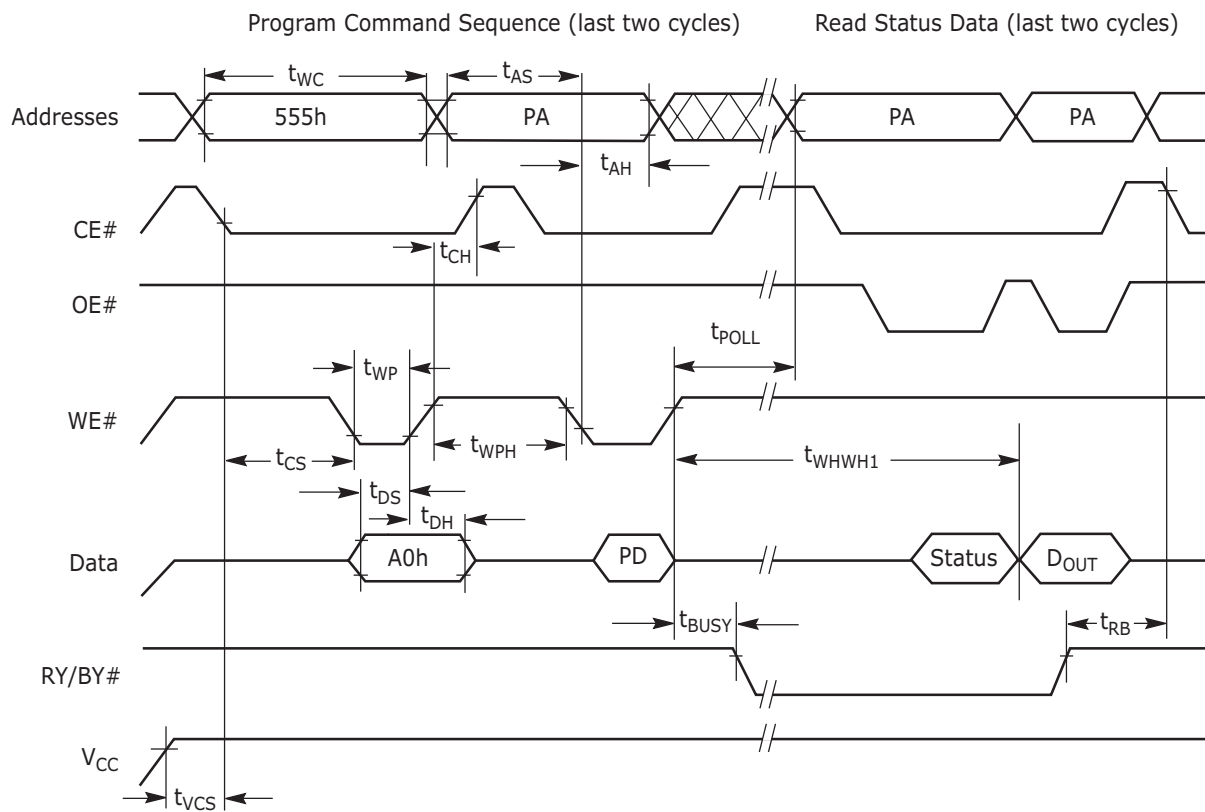 Program Command Sequence (last two cycles) Read Status Data (last two cycles)
tWC tAS
Addresses 555h PA PA PA
tAH
CE#
tCH
OE#
tPOLL
tWP
WE#
tCS tWPH tWHWH1
tDS
tDH
Data A0h PD Status DOUT
tBUSY tRB
RY/BY#
VCC
tVCS